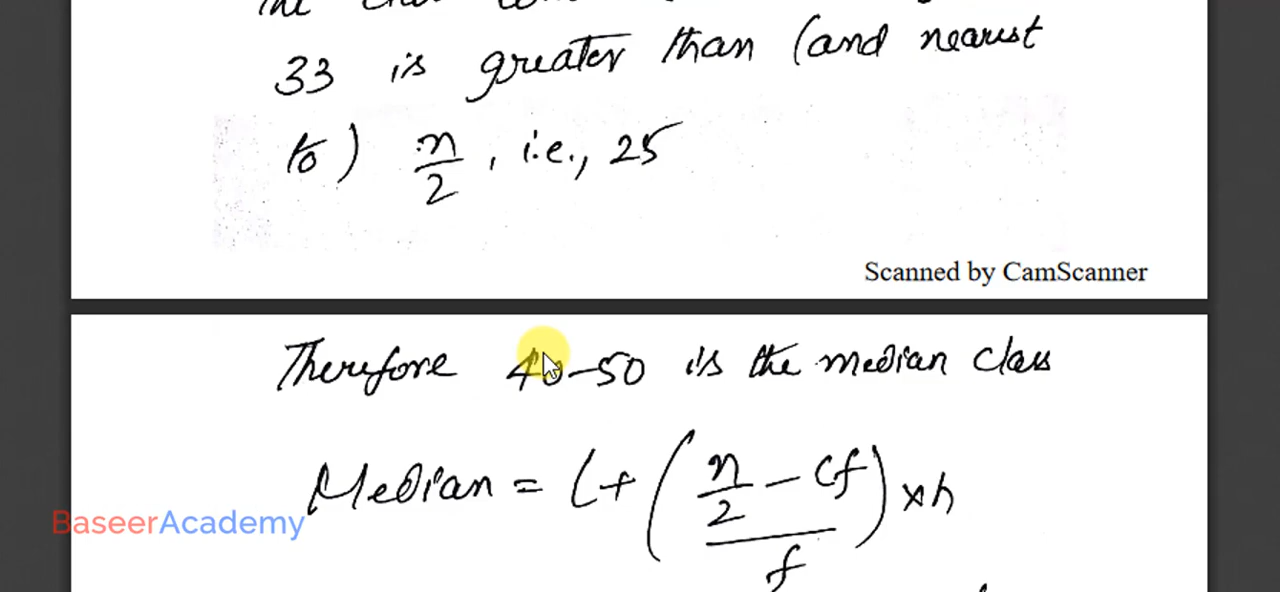 33 is greater than (and nearest
to) n/2, i.e., 25
Scanned by CamScanner
Therefore 40-50 is the median class
Median = l + ( (n/2 - cf) / f ) × h
BaseerAcademy